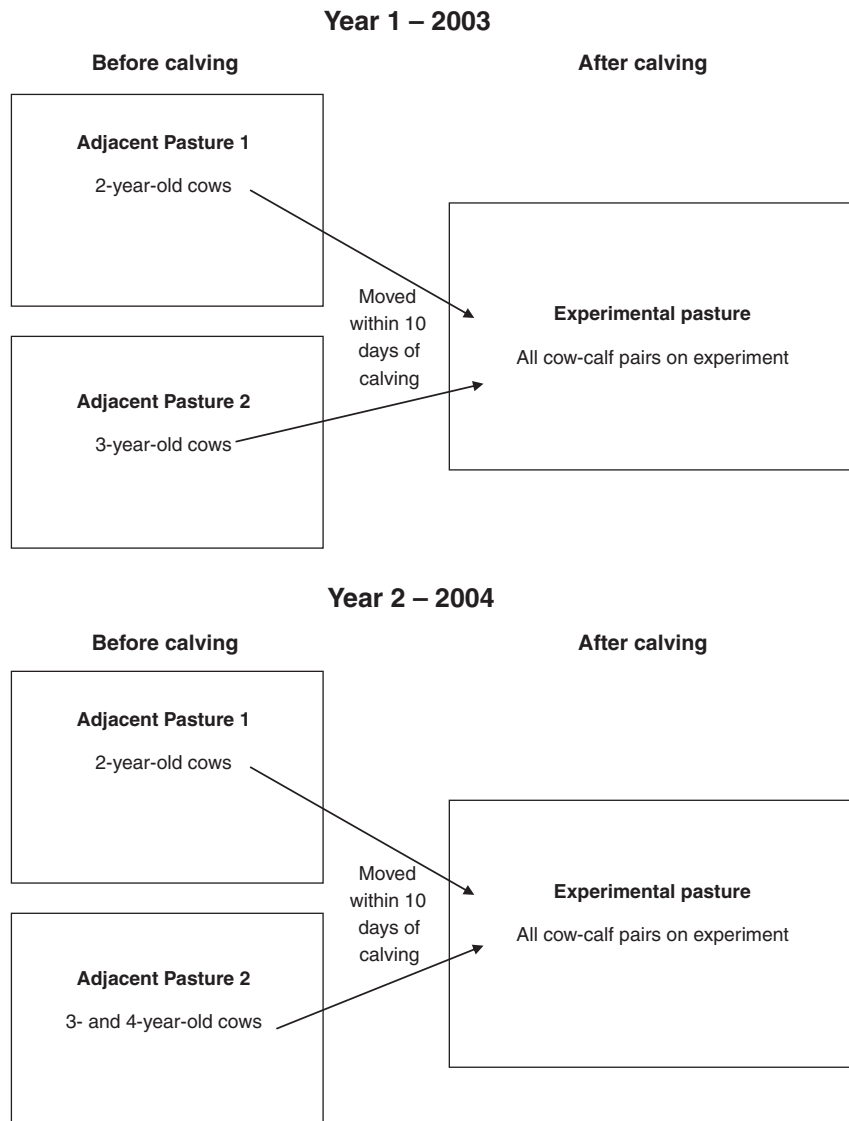 Year 1 – 2003
Before calving
After calving
Adjacent Pasture 1
2-year-old cows
Moved
within 10
days of
calving
Experimental pasture
All cow-calf pairs on experiment
Adjacent Pasture 2
3-year-old cows
Year 2 – 2004
Before calving
After calving
Adjacent Pasture 1
2-year-old cows
Moved
within 10
days of
calving
Experimental pasture
All cow-calf pairs on experiment
Adjacent Pasture 2
3- and 4-year-old cows